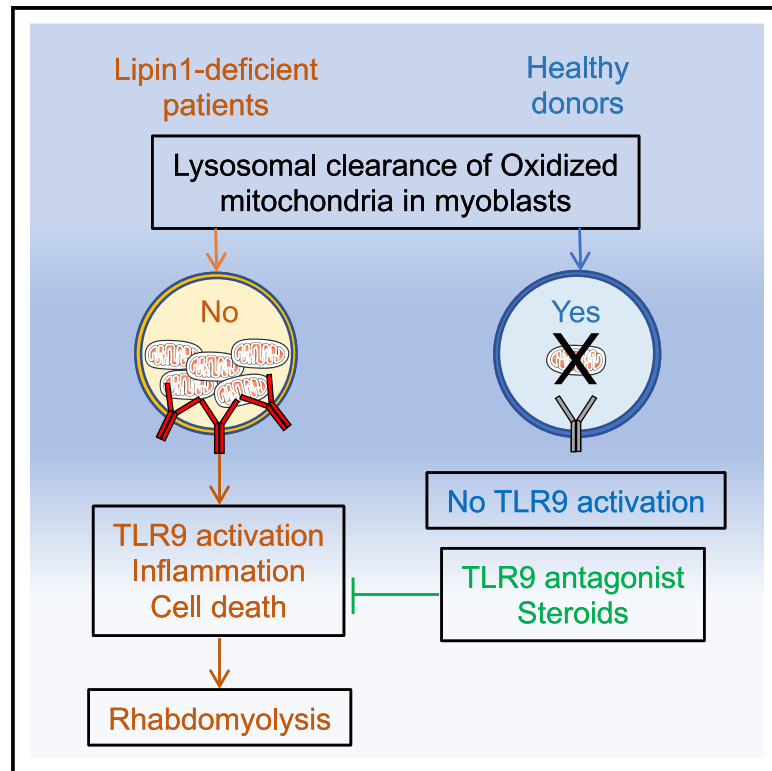 Lipin1-deficient
patients
Healthy
donors
Lysosomal clearance of Oxidized
mitochondria in myoblasts
No
Yes
TLR9 activation
Inflammation
Cell death
No TLR9 activation
TLR9 antagonist
Steroids
Rhabdomyolysis